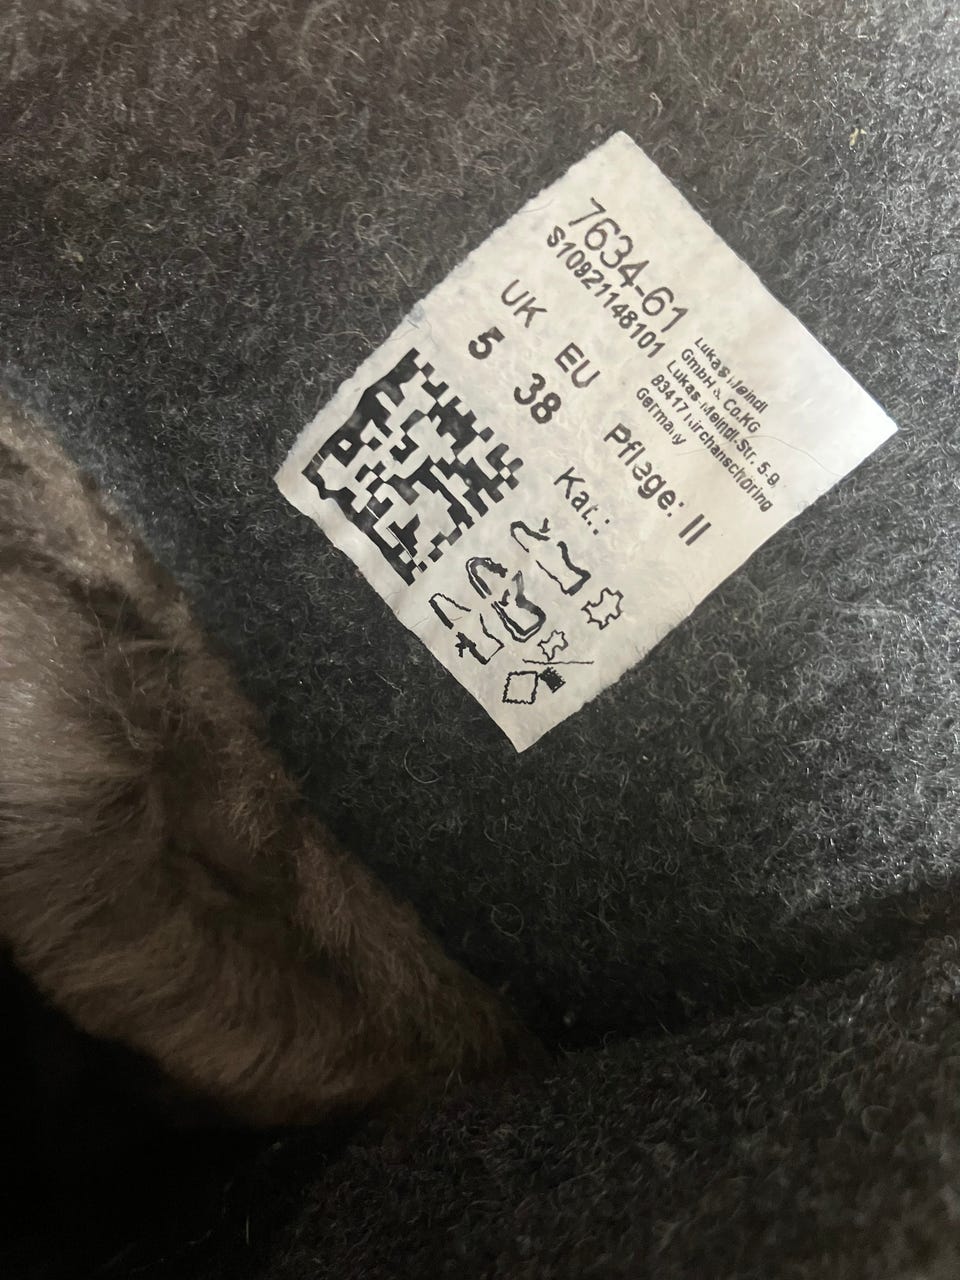 7634-61
S10921148101
UK EU
5 38
Pflege: II
Kat.:
Lukas Meindl
GmbH & Co.KG
Lukas-Meindl-Str. 5-9
83417 Kirchanschöring
Germany